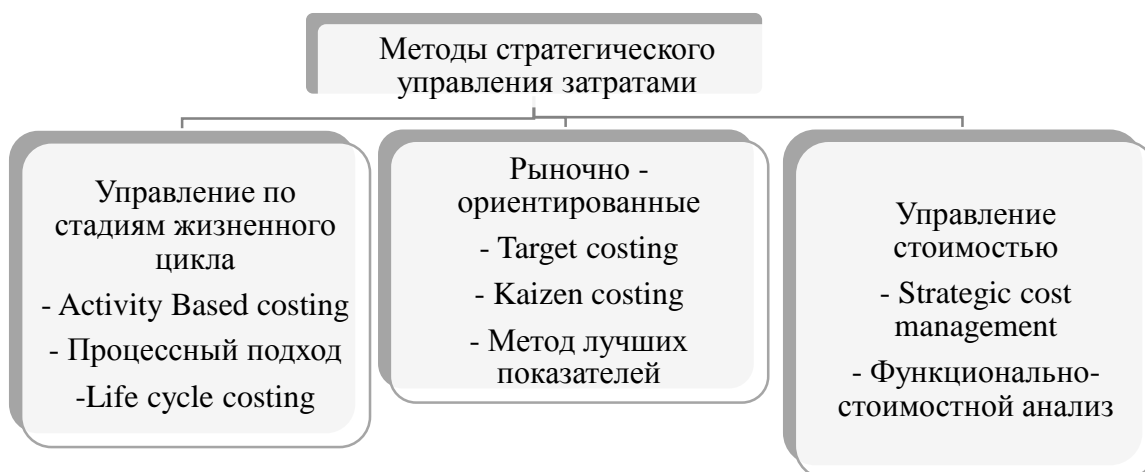 Методы стратегического
управления затратами
Управление по
стадиям жизненного
цикла
- Activity Based costing
- Процессный подход
-Life cycle costing
Рыночно -
ориентированные
- Target costing
- Kaizen costing
- Метод лучших
показателей
Управление
стоимостью
- Strategic cost
management
- Функционально-
стоимостной анализ